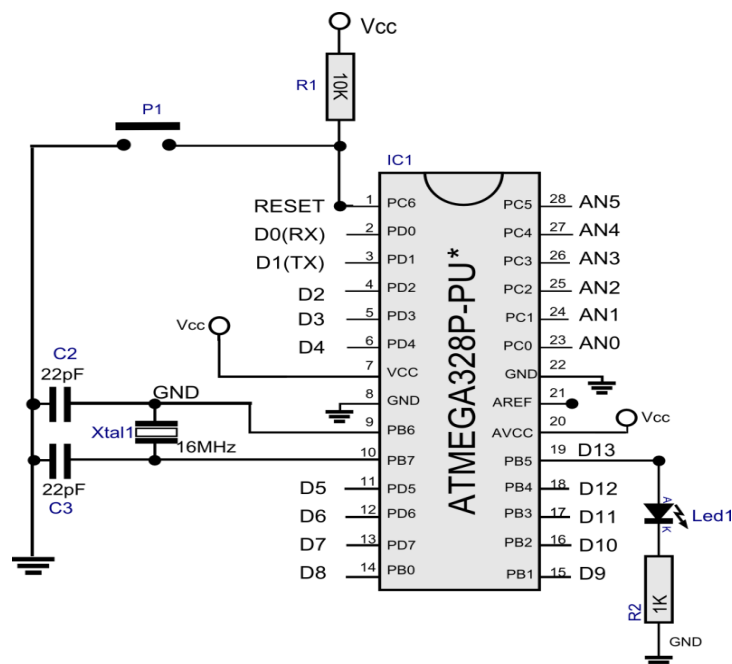 Vcc
R1
10K
P1
IC1
RESET 1 PC6 PC5 28 AN5
D0(RX) 2 PD0 PC4 27 AN4
D1(TX) 3 PD1 PC3 26 AN3
D2 4 PD2 PC2 25 AN2
D3 5 PD3 PC1 24 AN1
D4 6 PD4 PC0 23 AN0
Vcc 7 VCC GND 22
8 GND AREF 21
9 PB6 AVCC 20 Vcc
10 PB7 PB5 19 D13
D5 11 PD5 PB4 18 D12
D6 12 PD6 PB3 17 D11
D7 13 PD7 PB2 16 D10
D8 14 PB0 PB1 15 D9
ATMEGA328P-PU*
C2
22pF
GND
Xtal1
16MHz
22pF
C3
A
K
Led1
R2
1K
GND